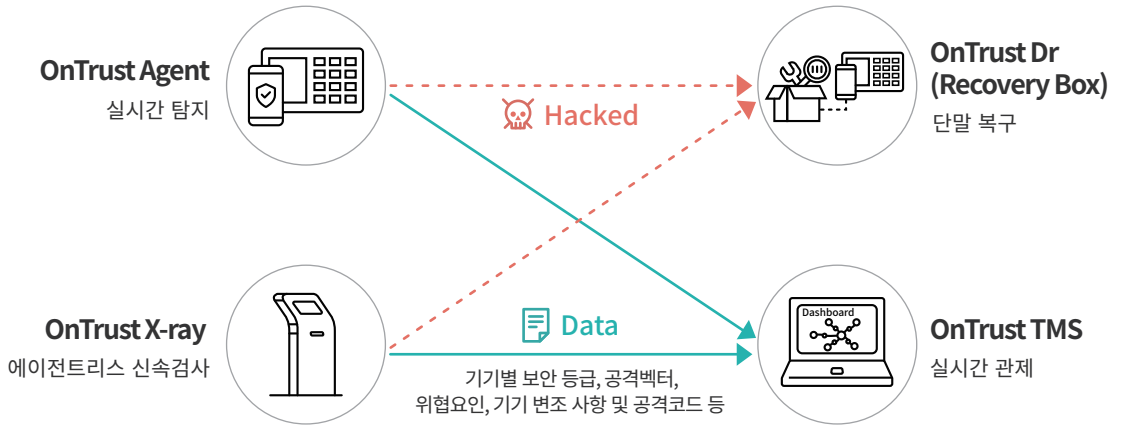 OnTrust Agent
실시간 탐지
Hacked
OnTrust Dr
(Recovery Box)
단말 복구
OnTrust X-ray
에이전트리스 신속검사
Data
기기별 보안 등급, 공격벡터,
위협요인, 기기 변조 사항 및 공격코드 등
Dashboard
OnTrust TMS
실시간 관제